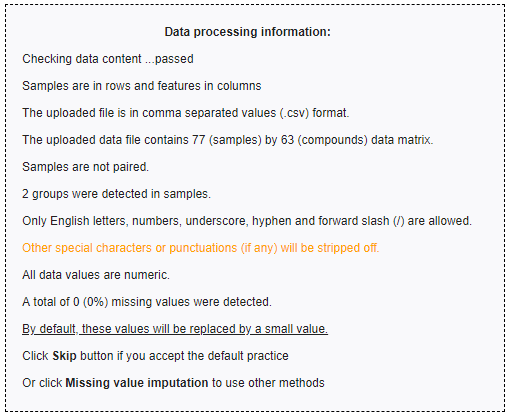 Data processing information:
Checking data content ...passed
Samples are in rows and features in columns
The uploaded file is in comma separated values (.csv) format.
The uploaded data file contains 77 (samples) by 63 (compounds) data matrix.
Samples are not paired.
2 groups were detected in samples.
Only English letters, numbers, underscore, hyphen and forward slash (/) are allowed.
Other special characters or punctuations (if any) will be stripped off.
All data values are numeric.
A total of 0 (0%) missing values were detected.
By default, these values will be replaced by a small value.
Click Skip button if you accept the default practice
Or click Missing value imputation to use other methods